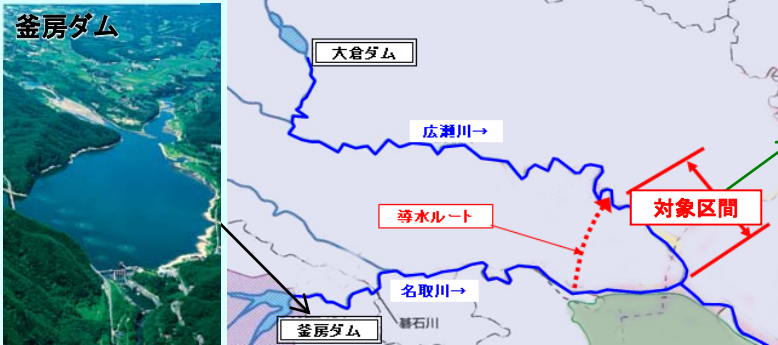 釜房ダム
大倉ダム
広瀬川→
対象区間
導水ルート
名取川→
碁石川
釜房ダム